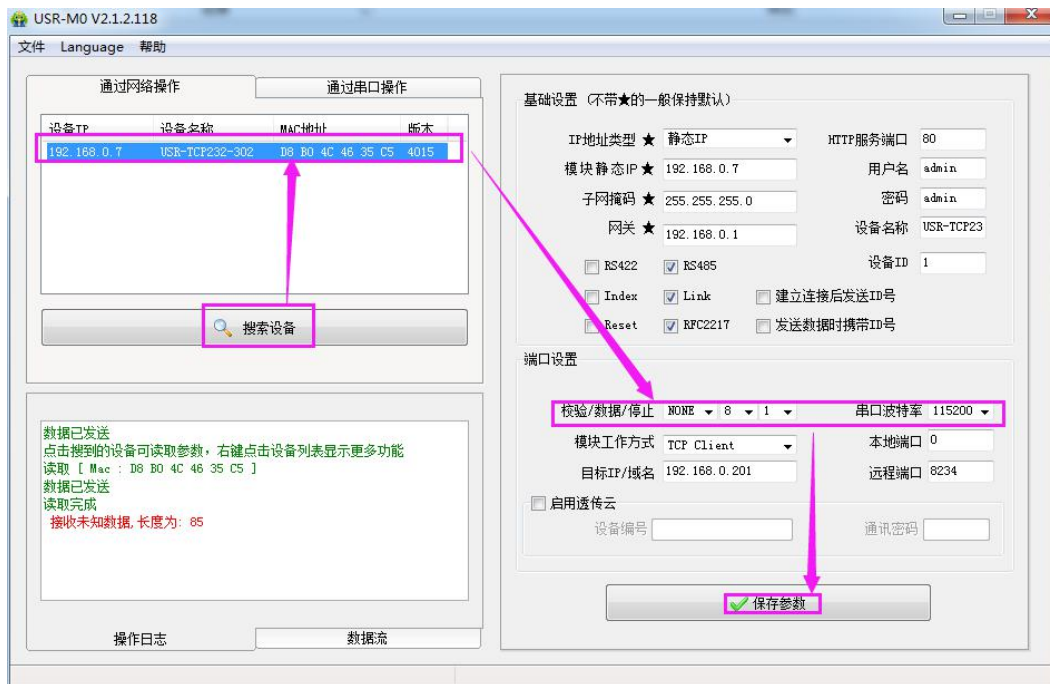 USR-M0 V2.1.2.118
文件 Language 帮助
通过网络操作 通过串口操作
设备IP 设备名称 MAC地址 版本
192.168.0.7 USR-TCP232-302 D8 B0 4C 46 35 C5 4015
搜索设备
数据已发送
点击搜到的设备可读取参数，右键点击设备列表显示更多功能
读取 [ Mac : D8 B0 4C 46 35 C5 ]
数据已发送
读取完成
接收未知数据,长度为: 85
操作日志 数据流
基础设置 (不带★的一般保持默认)
IP地址类型 ★ 静态IP HTTP服务端口 80
模块静态IP ★ 192.168.0.7 用户名 admin
子网掩码 ★ 255.255.255.0 密码 admin
网关 ★ 192.168.0.1 设备名称 USR-TCP23
RS422 RS485 设备ID 1
Index Link 建立连接后发送ID号
Reset RFC2217 发送数据时携带ID号
端口设置
校验/数据/停止 NONE 8 1 串口波特率 115200
模块工作方式 TCP Client 本地端口 0
目标IP/域名 192.168.0.201 远程端口 8234
启用透传云
设备编号 通讯密码
保存参数